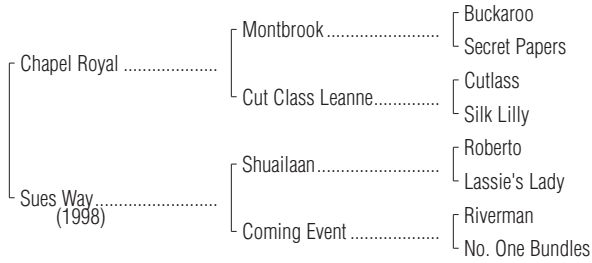 Buckaroo
Montbrook
Secret Papers
Chapel Royal
Cutlass
Cut Class Leanne
Silk Lilly
Roberto
Shuailaan
Lassie's Lady
Sues Way
(1998)
Riverman
Coming Event
No. One Bundles